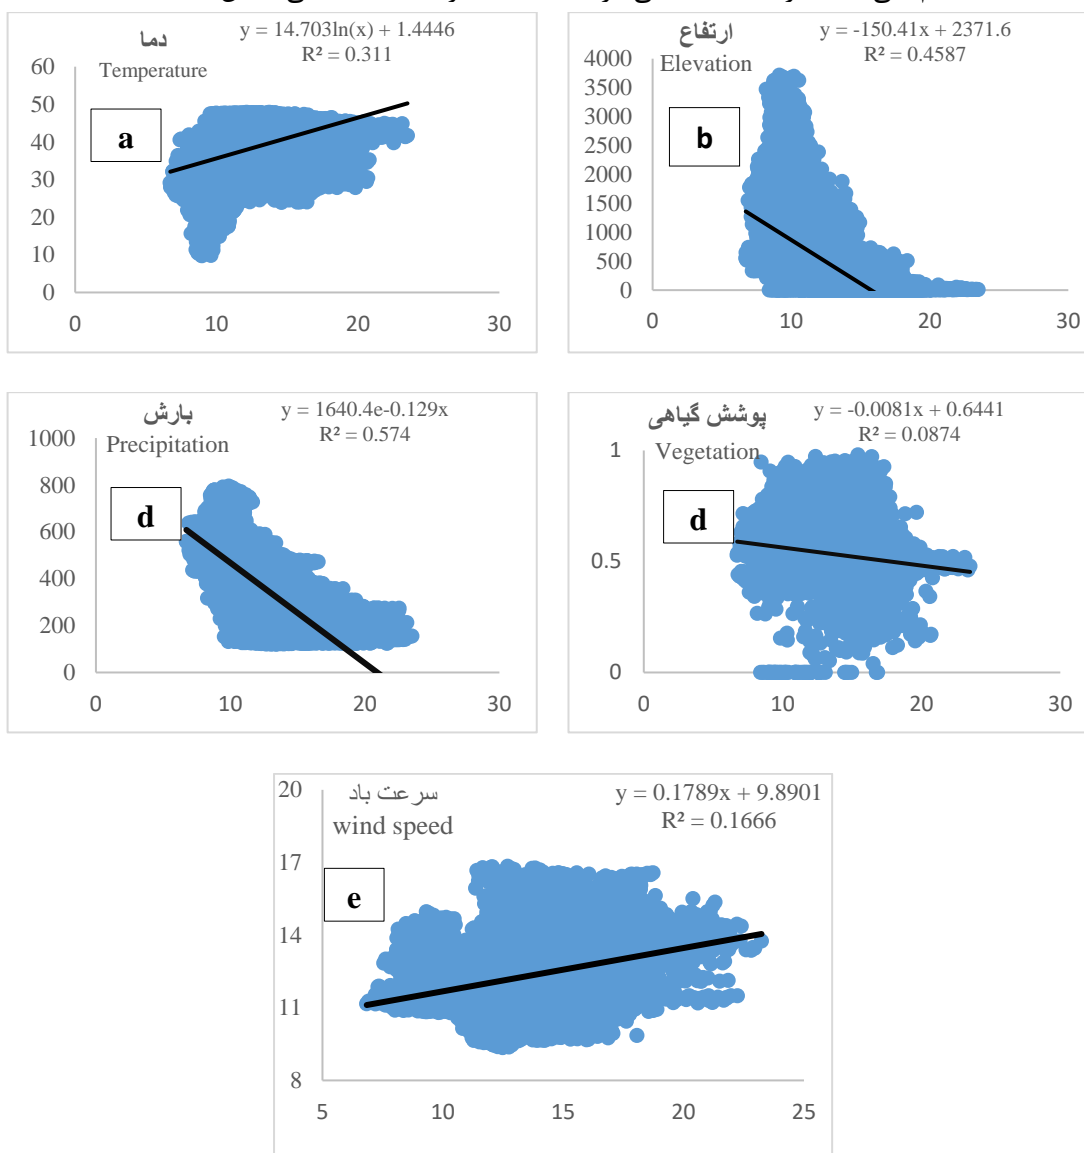 دما
y = 14.703ln(x) + 1.4446
R² = 0.311
Temperature
60
50
40
30
20
10
0
a
0
10
20
30
ارتفاع
y = -150.41x + 2371.6
R² = 0.4587
Elevation
4000
3500
3000
2500
2000
1500
1000
500
0
b
0
10
20
30
بارش
y = 1640.4e-0.129x
R² = 0.574
Precipitation
1000
800
600
400
200
0
d
0
10
20
30
پوشش گیاهی
y = -0.0081x + 0.6441
R² = 0.0874
Vegetation
1
0.5
0
d
0
10
20
30
سرعت باد
y = 0.1789x + 9.8901
R² = 0.1666
wind speed
20
17
14
11
8
e
5
10
15
20
25